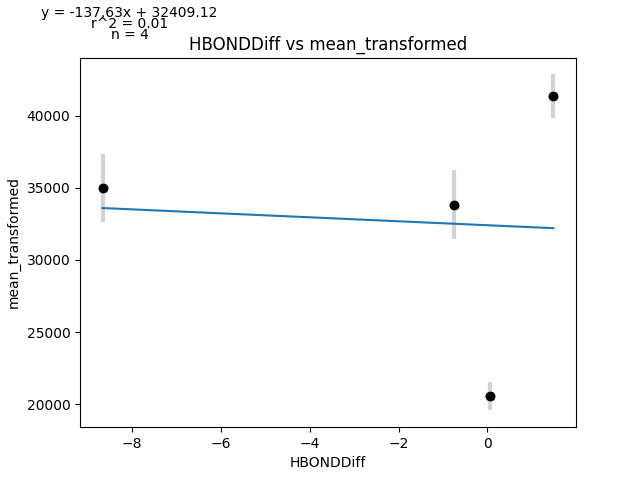 y = -137.63x + 32409.12
r^2 = 0.01
n = 4
HBONDDiff vs mean_transformed
40000
35000
30000
25000
20000
mean_transformed
−8
−6
−4
−2
0
HBONDDiff